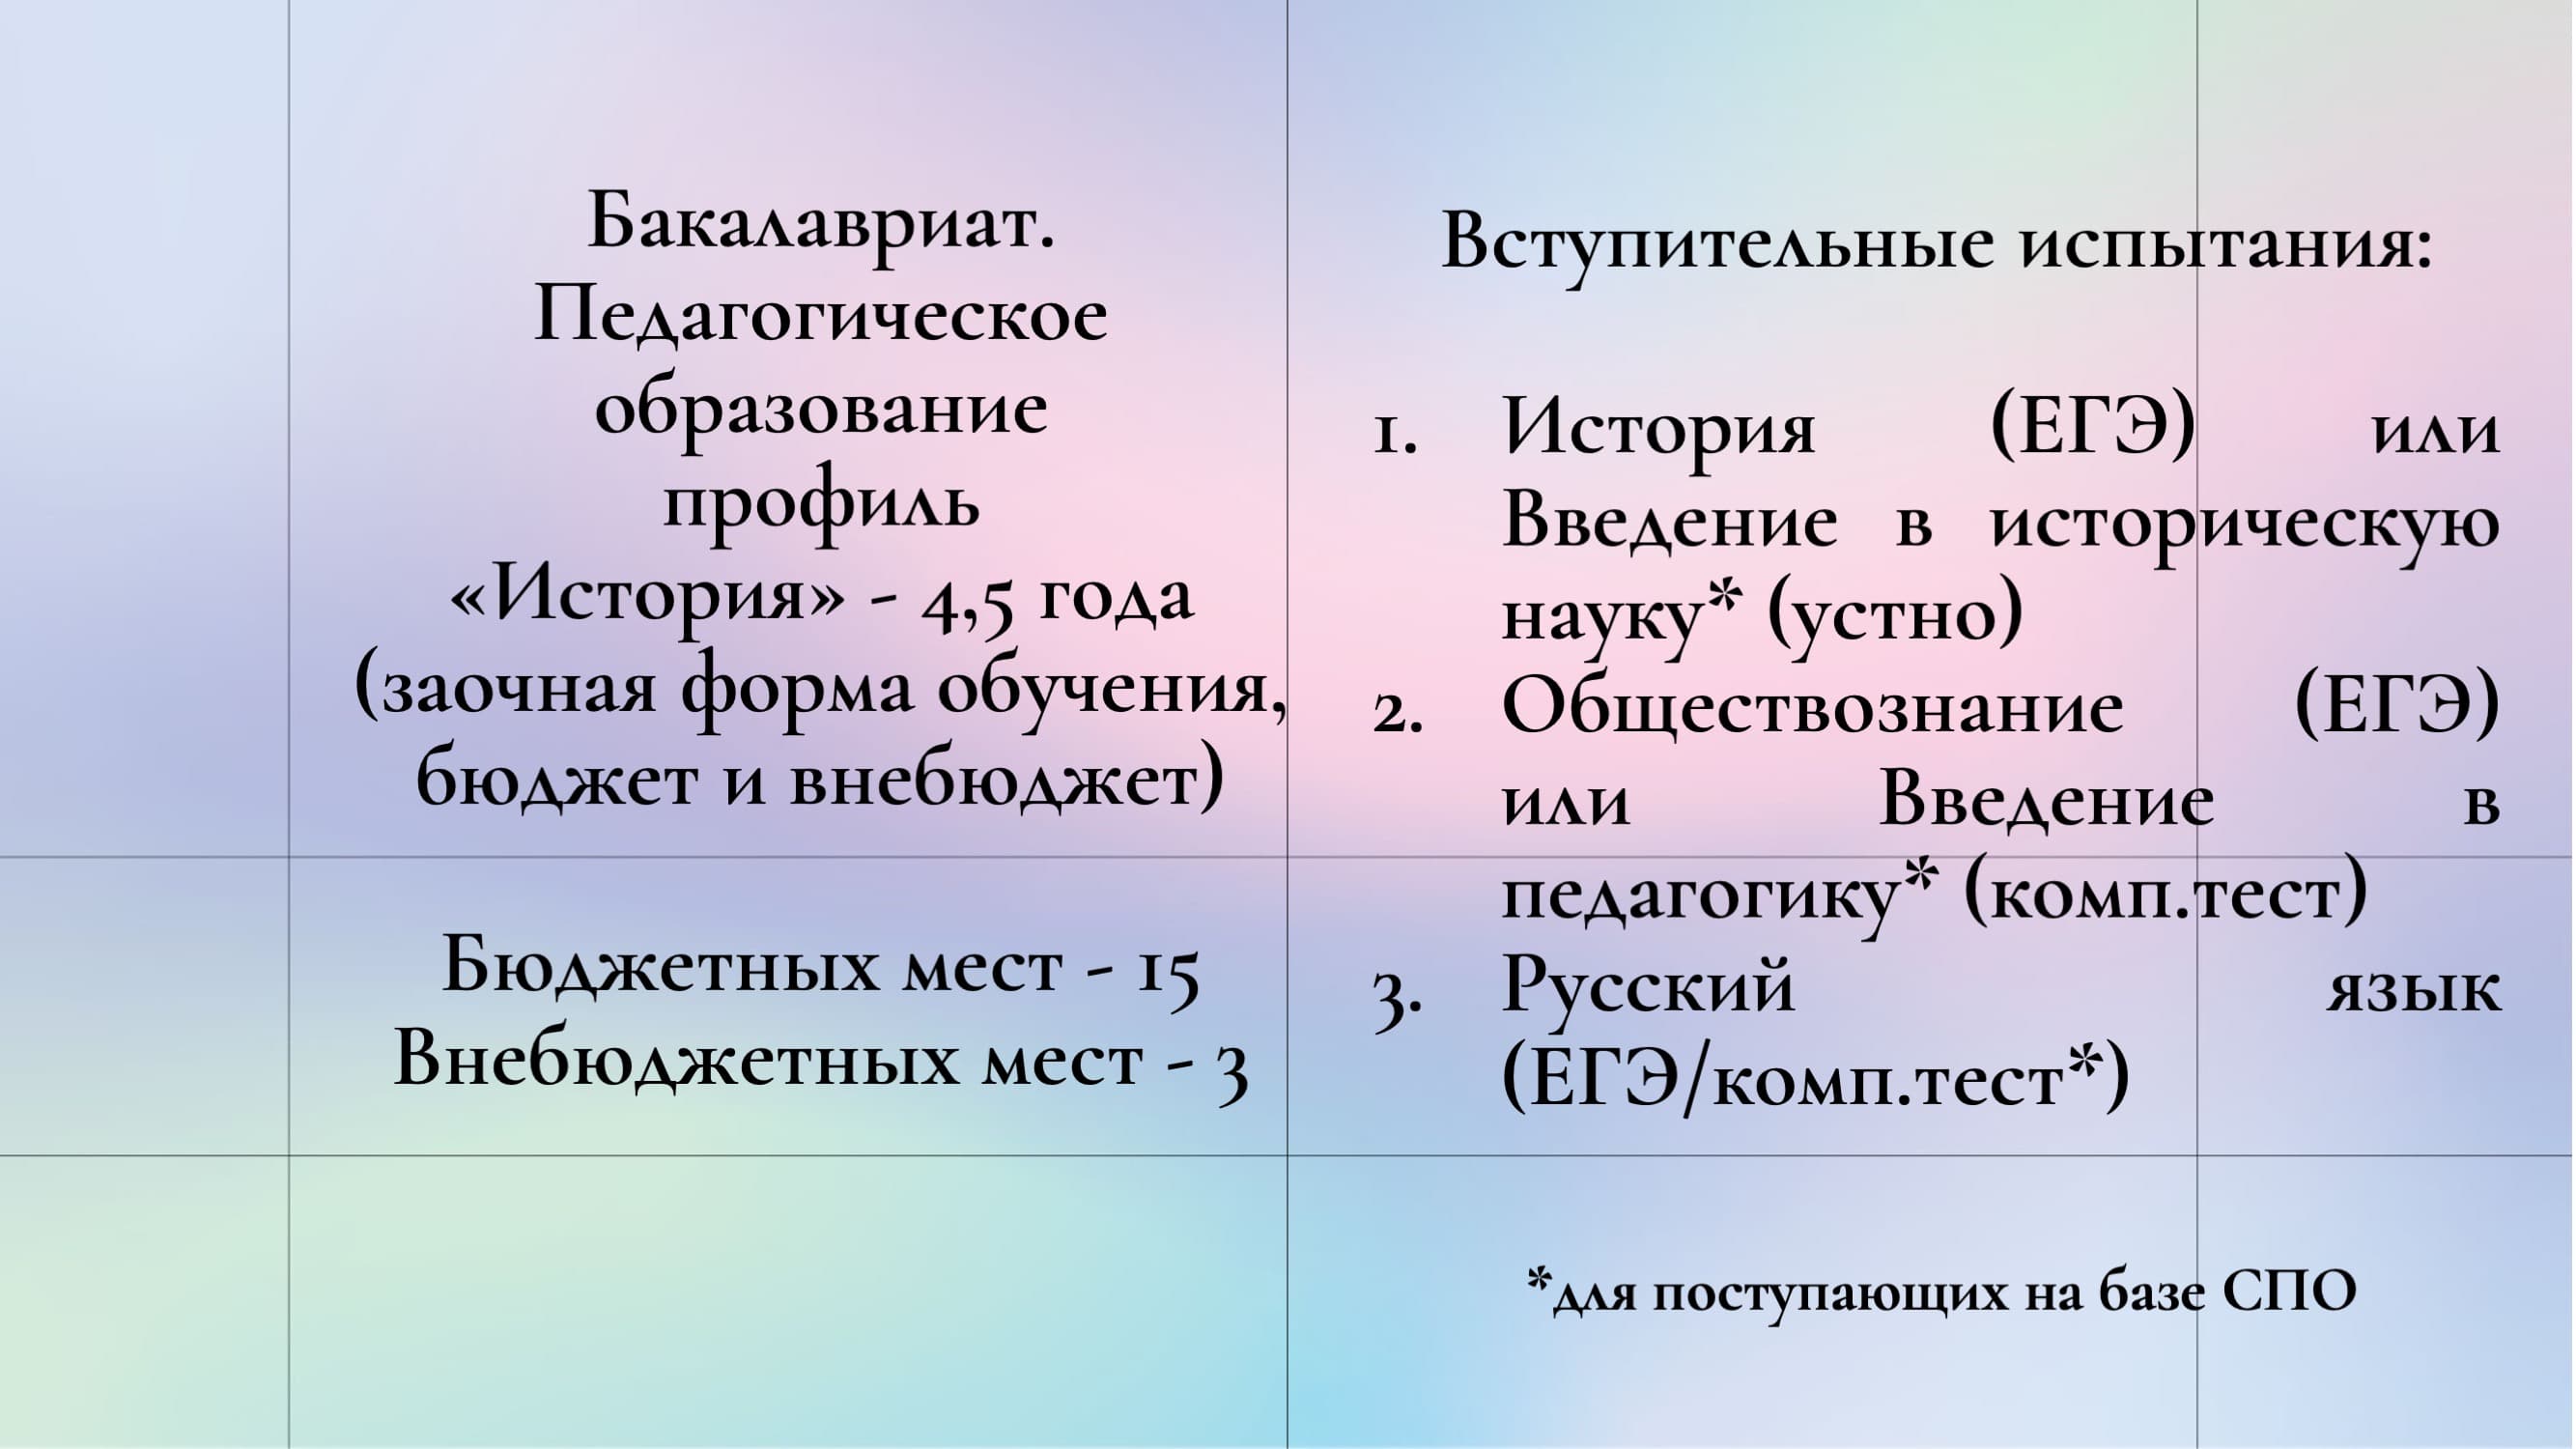 Бакалавриат.
Педагогическое
образование
профиль
«История» - 4,5 года
(заочная форма обучения,
бюджет и внебюджет)
Бюджетных мест - 15
Внебюджетных мест - 3
Вступительные испытания:
1. История (ЕГЭ) или
Введение в историческую
науку* (устно)
2. Обществознание (ЕГЭ)
или Введение в
педагогику* (комп.тест)
3. Русский язык
(ЕГЭ/комп.тест*)
*для поступающих на базе СПО